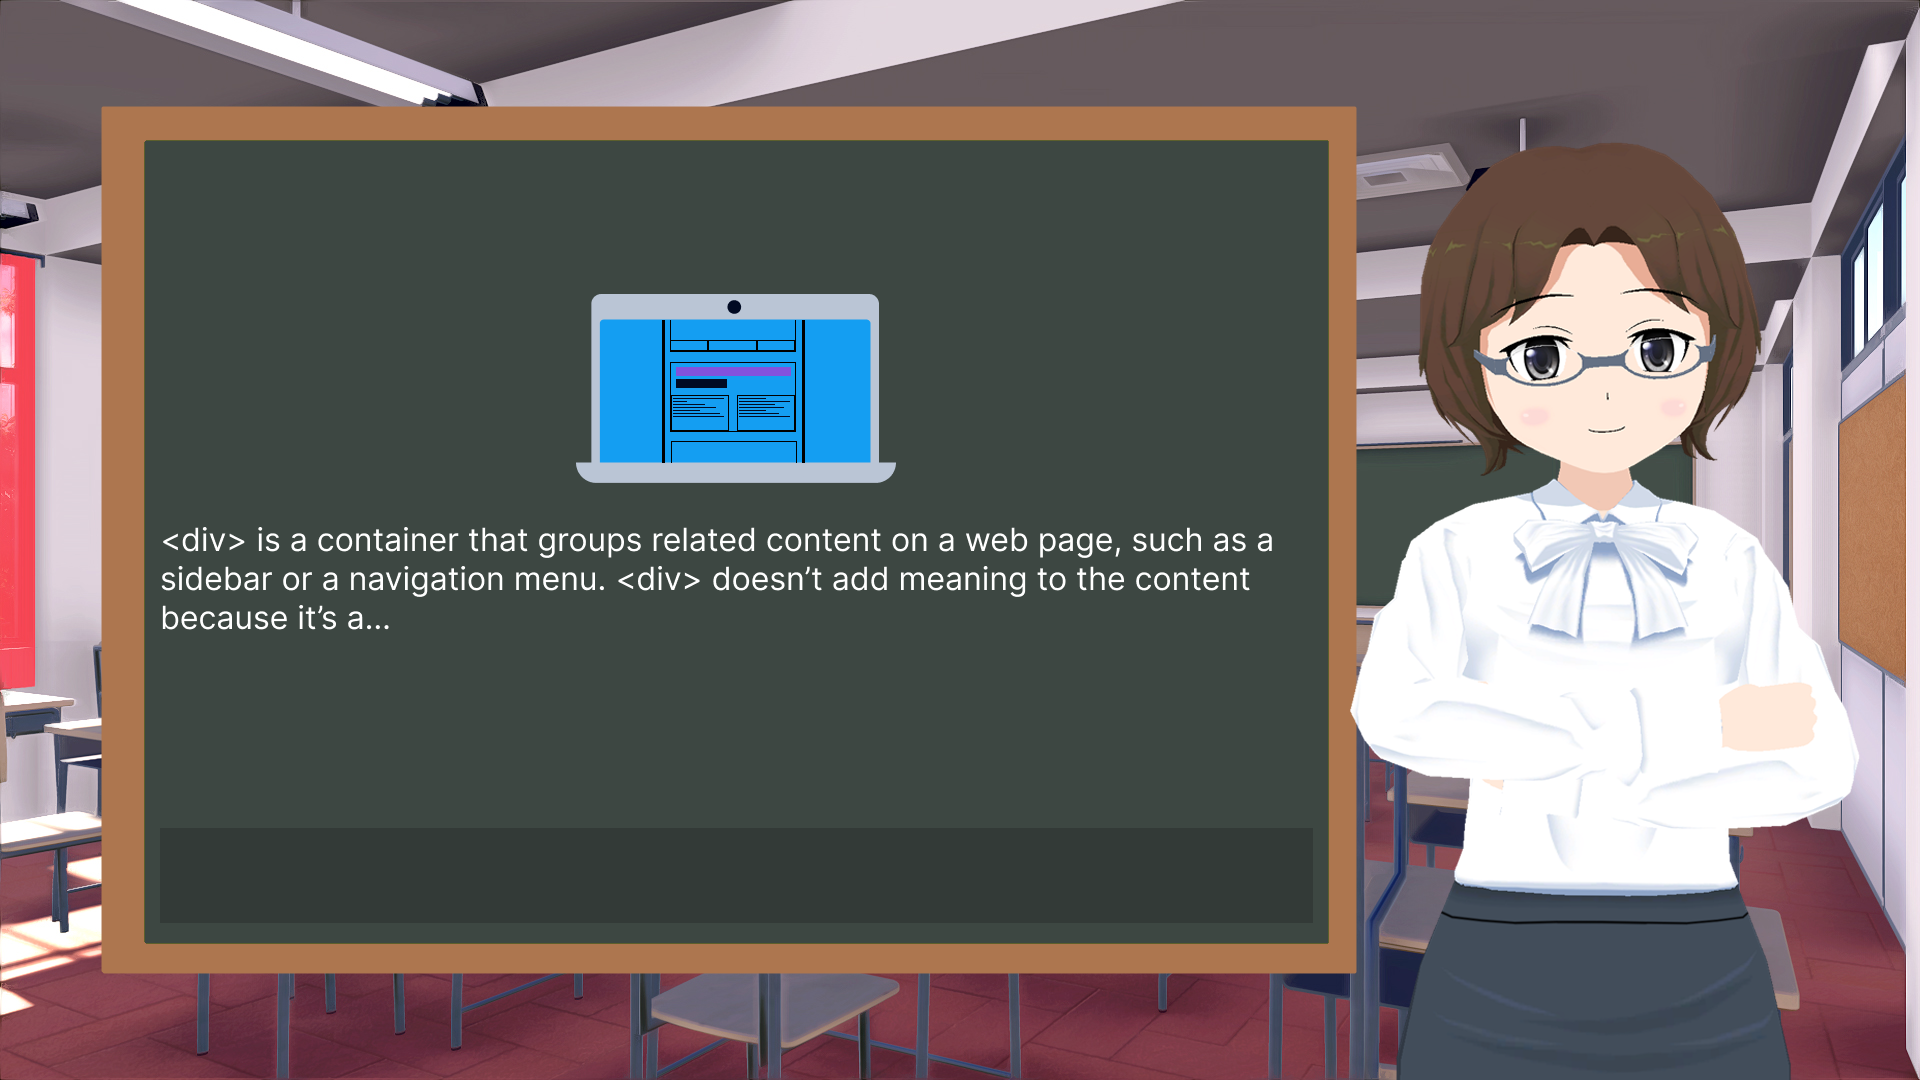 <div> is a container that groups related content on a web page, such as a
sidebar or a navigation menu. <div> doesn’t add meaning to the content
because it’s a...